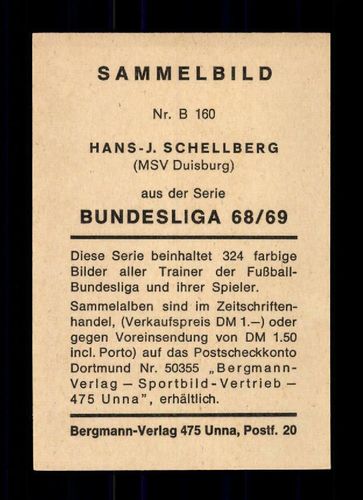 SAMMELBILD
Nr. B 160
HANS-J. SCHELLBERG
(MSV Duisburg)
aus der Serie
BUNDESLIGA 68/69
Diese Serie beinhaltet 324 farbige
Bilder aller Trainer der Fußball-
Bundesliga und ihrer Spieler.
Sammelalben sind im Zeitschriften-
handel, (Verkaufspreis DM 1.—) oder
gegen Voreinsendung von DM 1.50
incl. Porto) auf das Postscheckkonto
Dortmund Nr. 50355 „Bergmann-
Verlag – Sportbild-Vertrieb –
475 Unna", erhältlich.
Bergmann-Verlag 475 Unna, Postf. 20